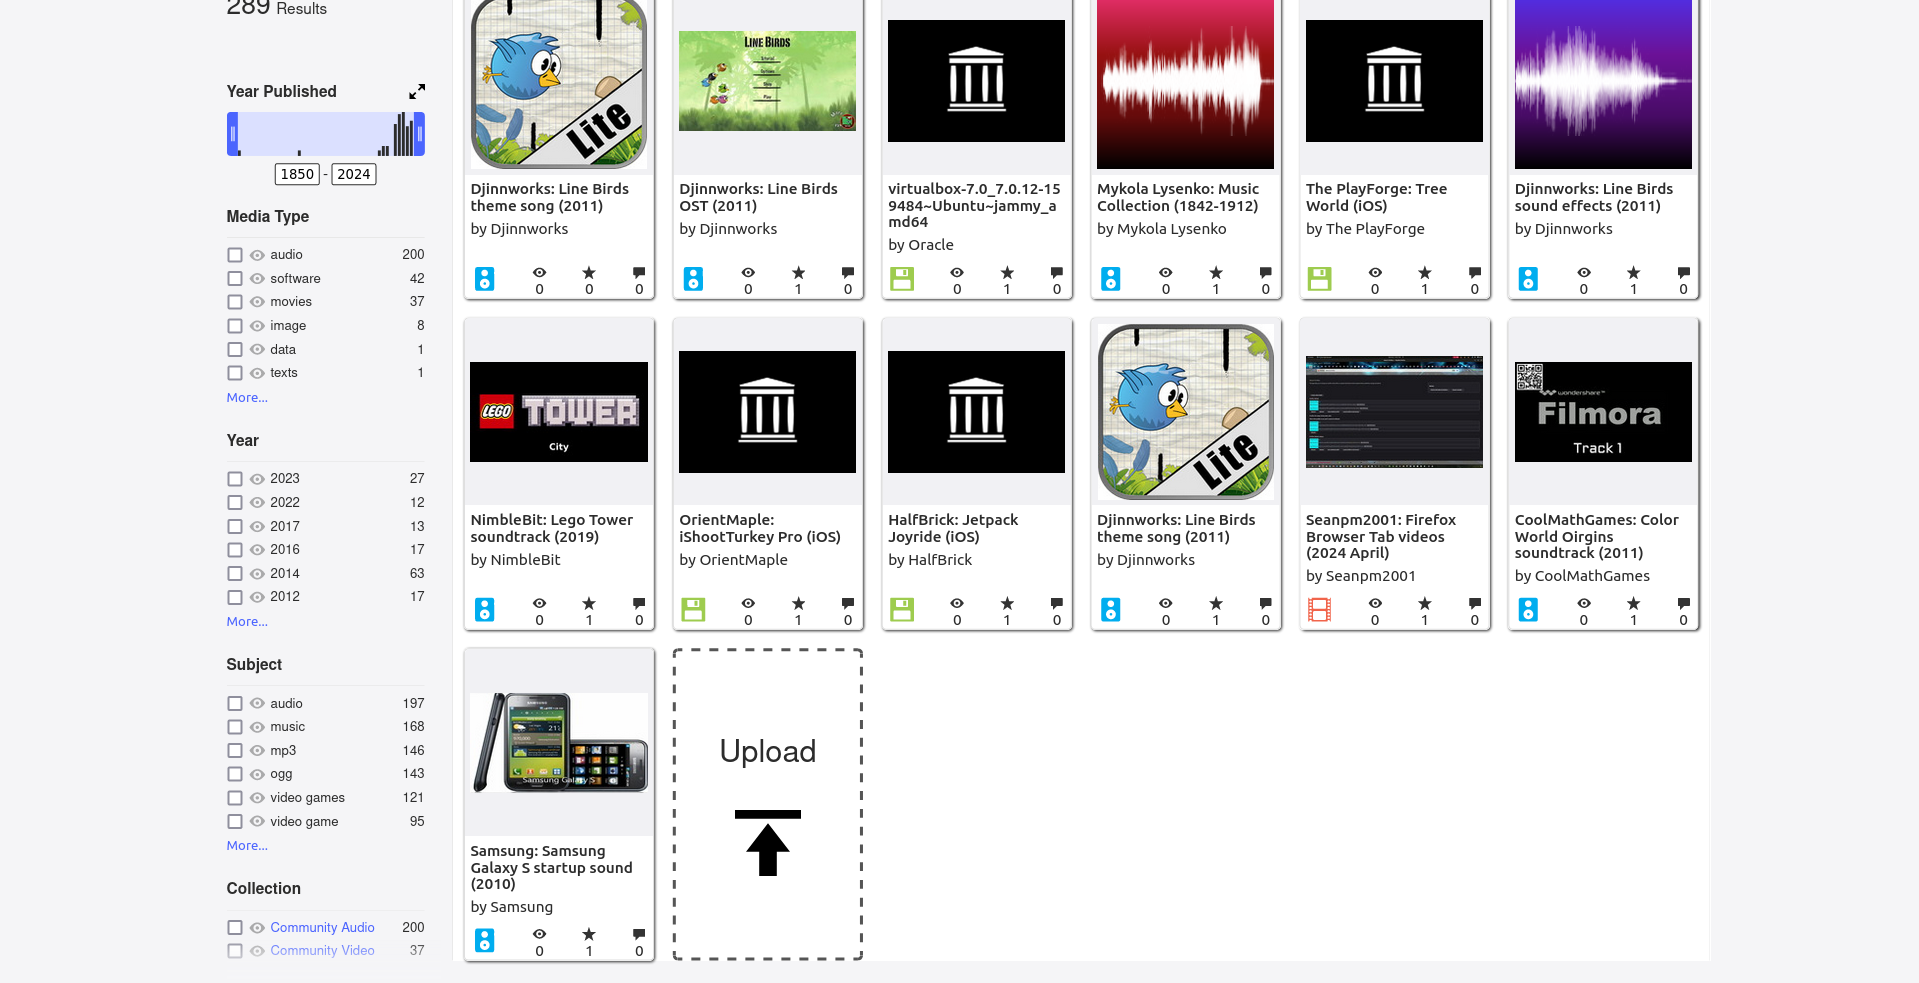 289 Results
Year Published
1850 - 2024
Media Type
audio 200
software 42
movies 37
image 8
data 1
texts 1
More...
Year
2023 27
2022 12
2017 13
2016 17
2014 63
2012 17
More...
Subject
audio 197
music 168
mp3 146
ogg 143
video games 121
video game 95
More...
Collection
Community Audio 200
Community Video 37
Lite
Djinnworks: Line Birds
theme song (2011)
by Djinnworks
0 0 0
LINE BIRDS
Play
Djinnworks: Line Birds
OST (2011)
by Djinnworks
0 1 0
virtualbox-7.0_7.0.12-15
9484~Ubuntu~jammy_a
md64
by Oracle
0 1 0
Mykola Lysenko: Music
Collection (1842-1912)
by Mykola Lysenko
0 1 0
The PlayForge: Tree
World (iOS)
by The PlayForge
0 1 0
Djinnworks: Line Birds
sound effects (2011)
by Djinnworks
0 1 0
LEGO TOWER
City
NimbleBit: Lego Tower
soundtrack (2019)
by NimbleBit
0 1 0
OrientMaple:
iShootTurkey Pro (iOS)
by OrientMaple
0 1 0
HalfBrick: Jetpack
Joyride (iOS)
by HalfBrick
0 1 0
Lite
Djinnworks: Line Birds
theme song (2011)
by Djinnworks
0 1 0
Seanpm2001: Firefox
Browser Tab videos
(2024 April)
by Seanpm2001
0 1 0
wondershare™
Filmora
Track 1
CoolMathGames: Color
World Oirgins
soundtrack (2011)
by CoolMathGames
0 1 0
Samsung Galaxy S
Samsung: Samsung
Galaxy S startup sound
(2010)
by Samsung
0 1 0
Upload